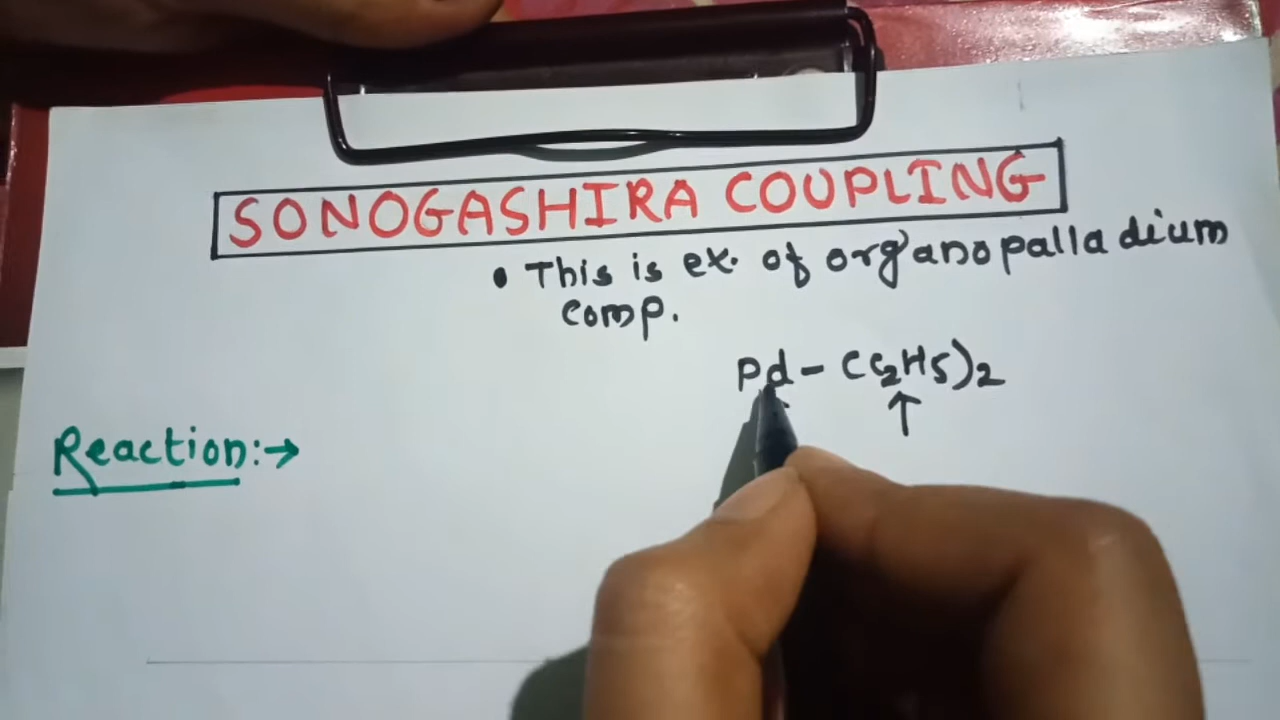 SONOGASHIRA COUPLING
• This is ex. of organopalladium
comp.
Pd - (C2H5)2
Reaction:→